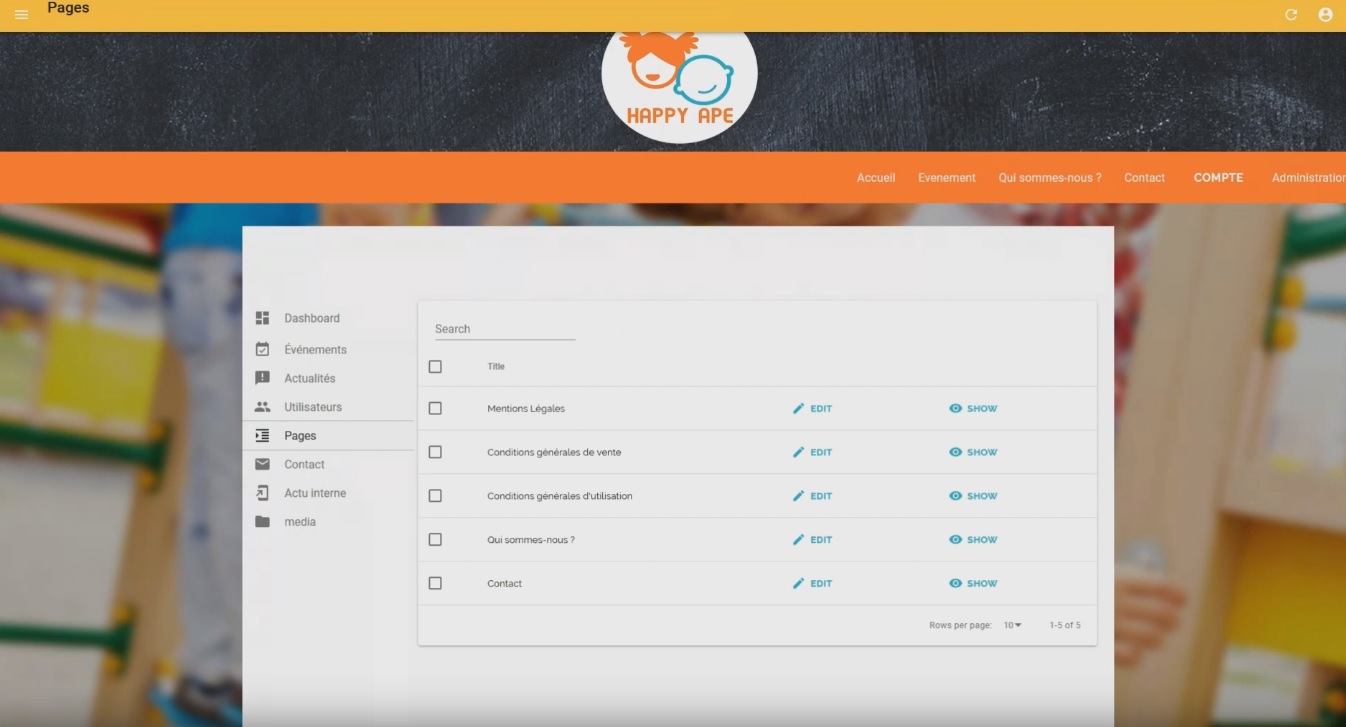 Pages
HAPPY APE
Accueil Evenement Qui sommes-nous ? Contact COMPTE Administration
Dashboard
Événements
Actualités
Utilisateurs
Pages
Contact
Actu interne
media
Search
Title
Mentions Légales EDIT SHOW
Conditions générales de vente EDIT SHOW
Conditions générales d'utilisation EDIT SHOW
Qui sommes-nous ? EDIT SHOW
Contact EDIT SHOW
Rows per page: 10 1-5 of 5